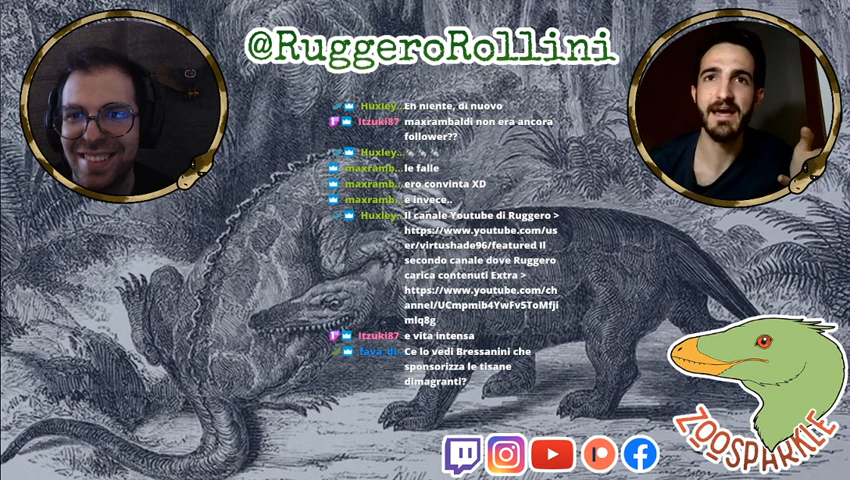 @RuggeroRollini
Huxley... Eh niente, di nuovo
itzuki87 maxrambaldi non era ancora
follower??
Huxley...
maxramb... le falle
maxramb... ero convinta XD
maxramb... e invece..
Huxley... Il canale Youtube di Ruggero >
https://www.youtube.com/us
er/virtushade96/featured Il
secondo canale dove Ruggero
carica contenuti Extra >
https://www.youtube.com/ch
annel/UCmpmib4YwFv5ToMfji
mlq8g
itzuki87 e vita intensa
fava_di... Ce lo vedi Bressanini che
sponsorizza le tisane
dimagranti?
ZOOSPARKLE